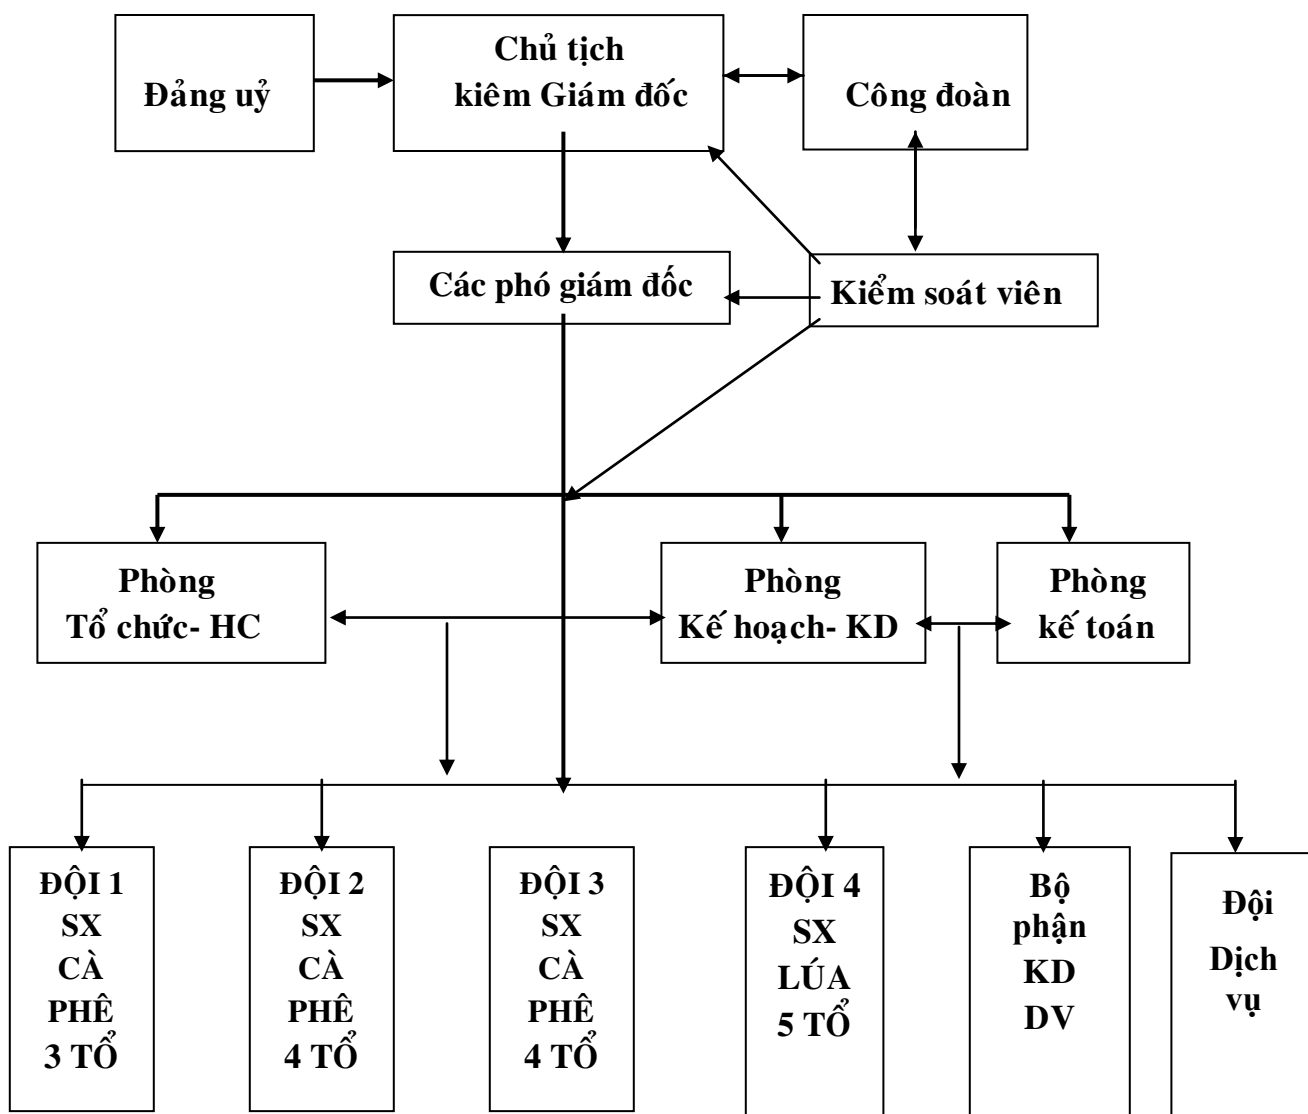 Đảng uỷ
Chủ tịch
kiêm Giám đốc
Công đoàn
Các phó giám đốc
Kiểm soát viên
Phòng
Tổ chức- HC
Phòng
Kế hoạch- KD
Phòng
kế toán
ĐỘI 1
SX
CÀ
PHÊ
3 TỔ
ĐỘI 2
SX
CÀ
PHÊ
4 TỔ
ĐỘI 3
SX
CÀ
PHÊ
4 TỔ
ĐỘI 4
SX
LÚA
5 TỔ
Bộ
phận
KD
DV
Đội
Dịch
vụ